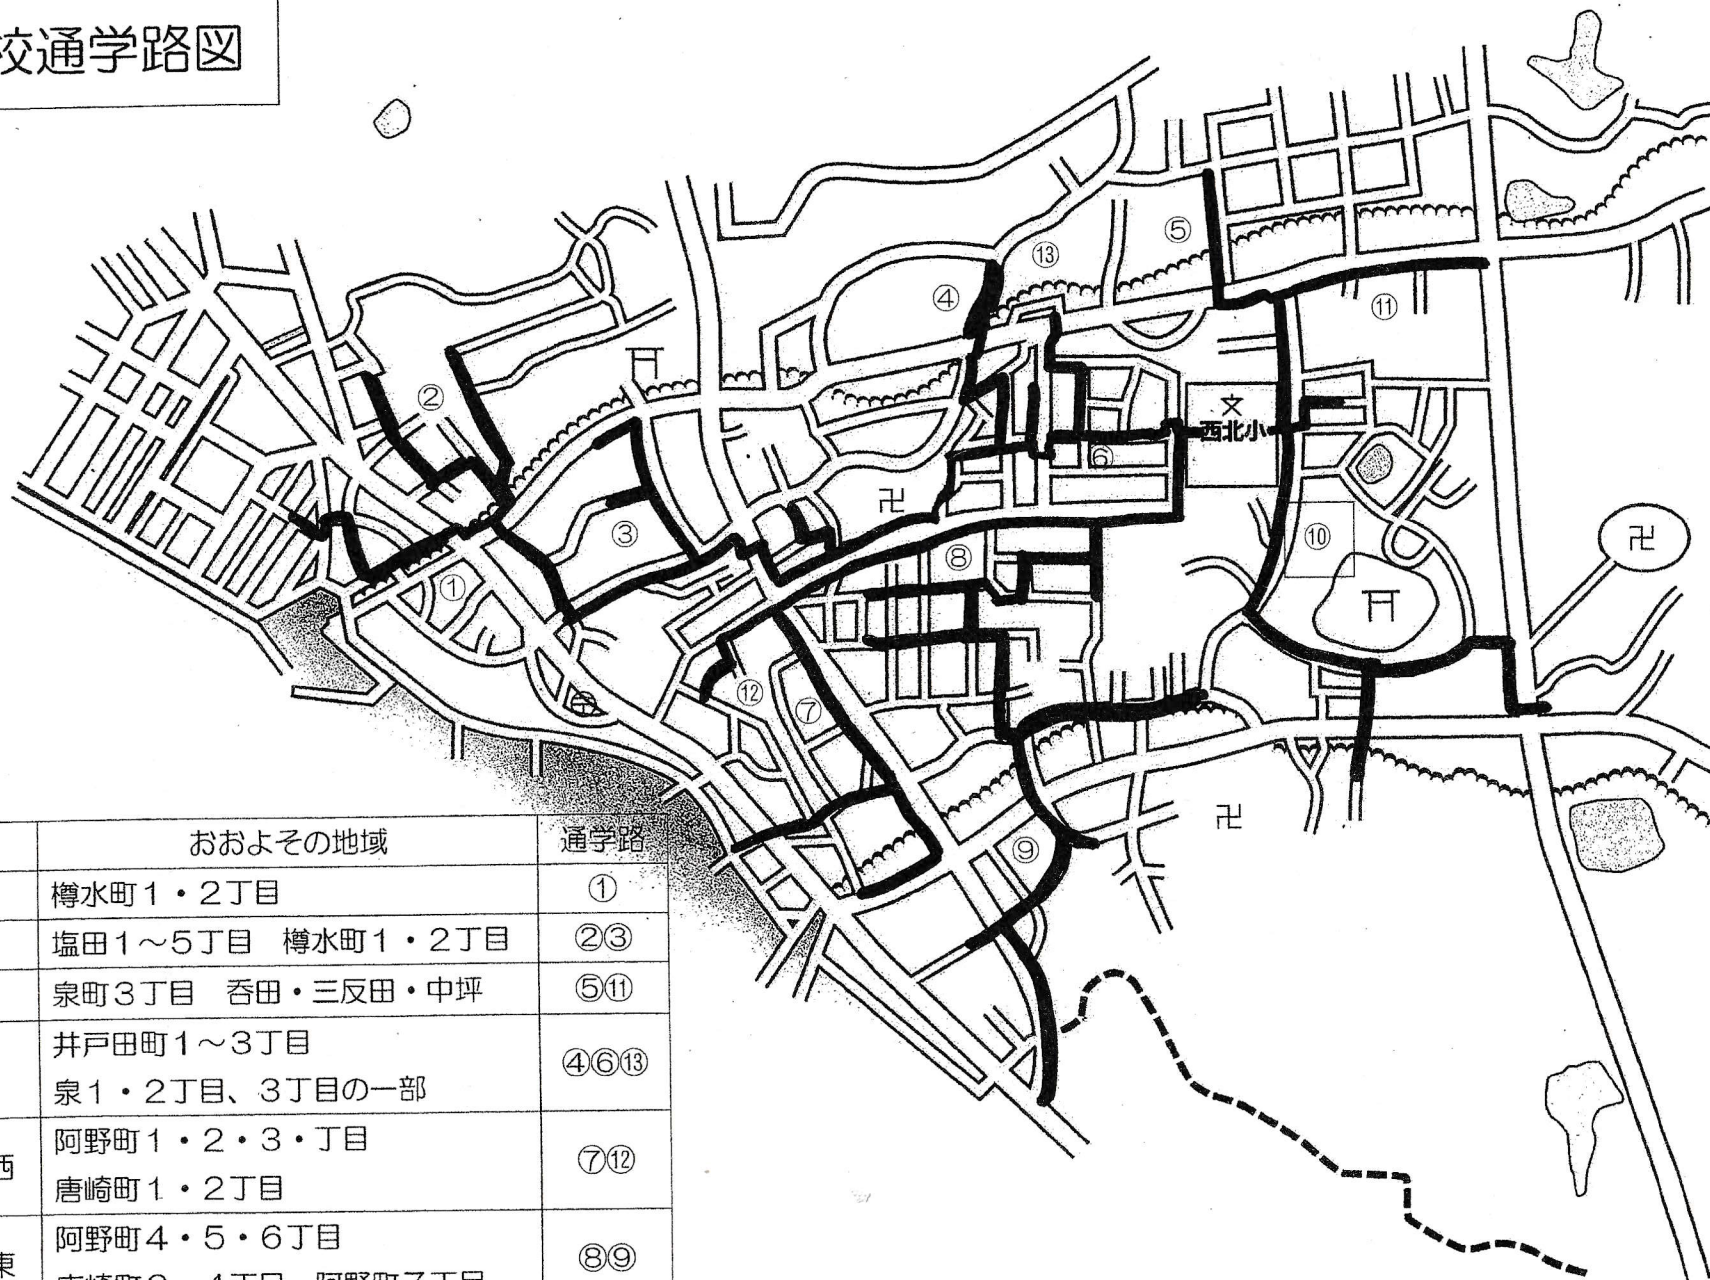 校通学路図
⑤
⑬
④
⑪
②
文
西北小
⑥
卍
③
⑩
卍
⑧
①
⑫
⑦
卍
⑨
おおよその地域 通学路
樽水町1・2丁目 ①
塩田1～5丁目 樽水町1・2丁目 ②③
泉町3丁目 呑田・三反田・中坪 ⑤⑪
井戸田町1～3丁目 ④⑥⑬
泉1・2丁目、3丁目の一部
阿野町1・2・3・丁目 ⑦⑫
西
唐崎町1・2丁目
阿野町4・5・6丁目 ⑧⑨
東